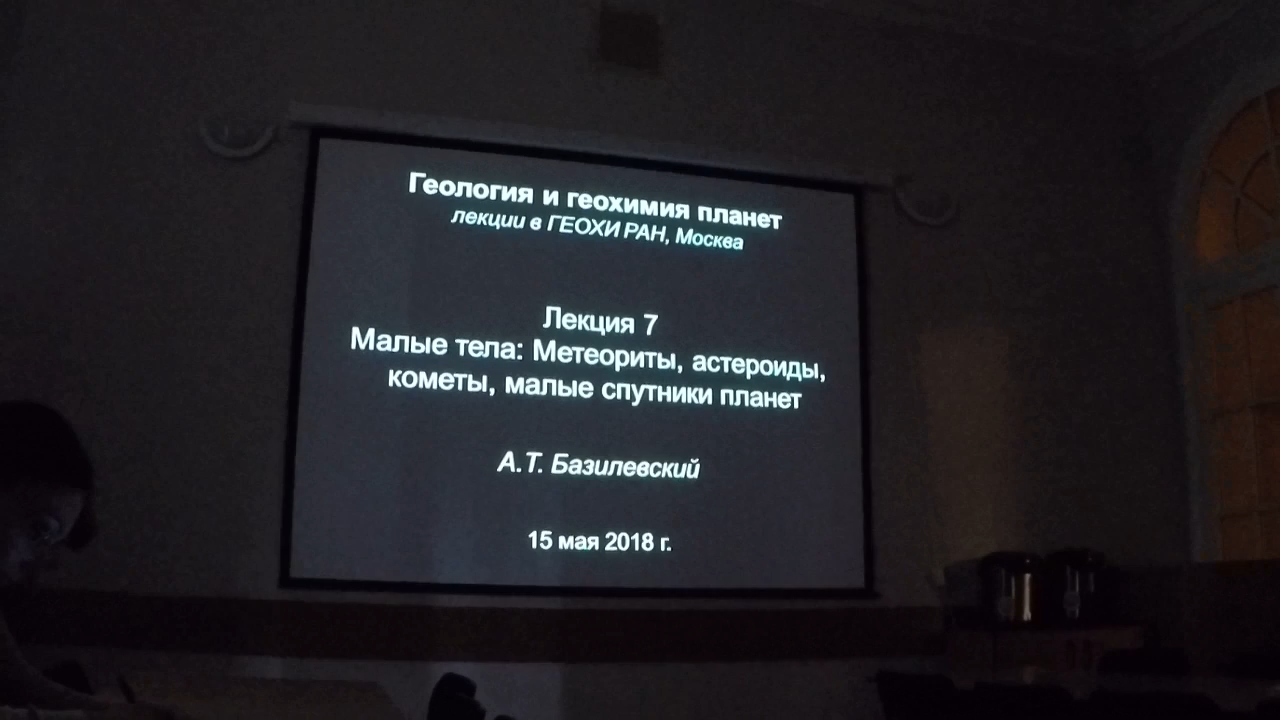 Геология и геохимия планет
лекции в ГЕОХИ РАН, Москва
Лекция 7
Малые тела: Метеориты, астероиды,
кометы, малые спутники планет
А.Т. Базилевский
15 мая 2018 г.